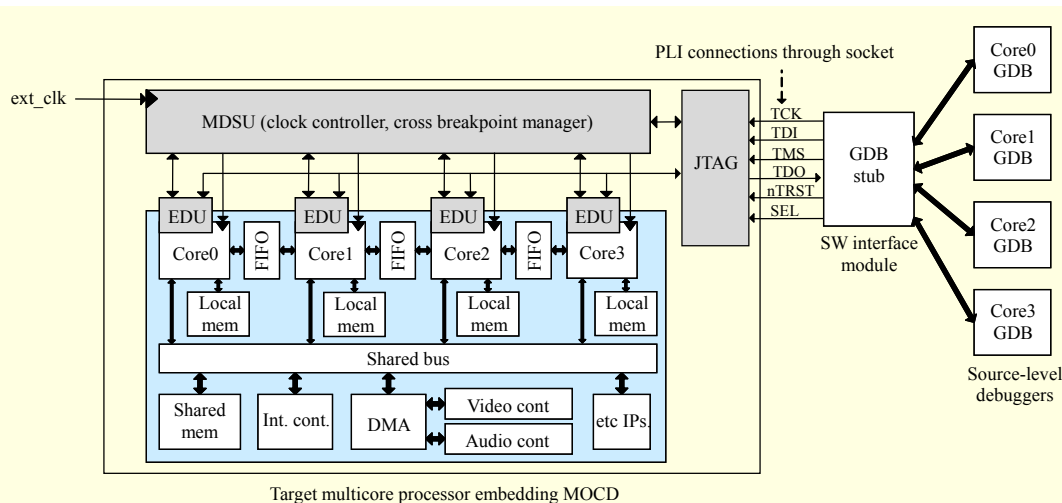 PLI connections through socket
ext_clk
MDSU (clock controller, cross breakpoint manager)
JTAG
TCK
TDI
TMS
TDO
nTRST
SEL
GDB
stub
SW interface
module
Core0
GDB
Core1
GDB
Core2
GDB
Core3
GDB
Source-level
debuggers
EDU
EDU
EDU
EDU
Core0
FIFO
Core1
FIFO
Core2
FIFO
Core3
Local
mem
Local
mem
Local
mem
Local
mem
Shared bus
Shared
mem
Int. cont.
DMA
Video cont
Audio cont
etc IPs.
Target multicore processor embedding MOCD